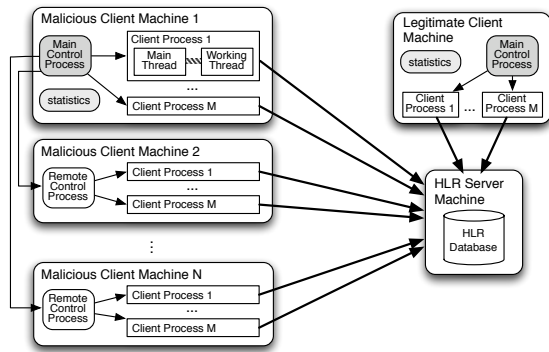 Malicious Client Machine 1
Main
Control
Process
statistics
Client Process 1
Main
Thread
Working
Thread
...
Client Process M
Legitimate Client
Machine
statistics
Main
Control
Process
Client
Process 1
...
Client
Process M
Malicious Client Machine 2
Remote
Control
Process
Client Process 1
...
Client Process M
HLR Server
Machine
HLR
Database
...
Malicious Client Machine N
Remote
Control
Process
Client Process 1
...
Client Process M